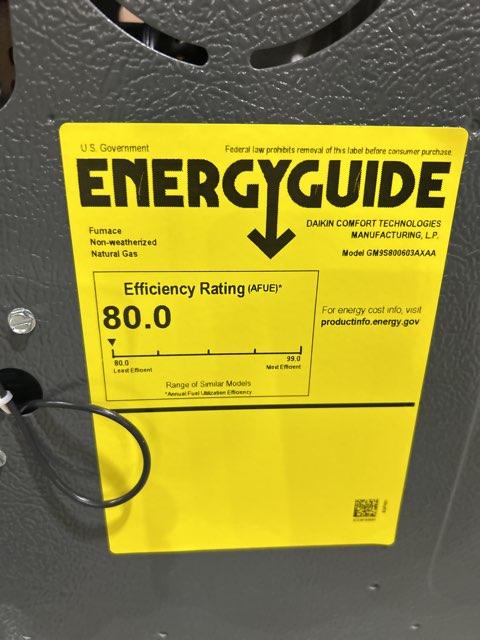 U.S. Government
Federal law prohibits removal of this label before consumer purchase.
ENERGYGUIDE
Furnace
Non-weatherized
Natural Gas
DAIKIN COMFORT TECHNOLOGIES
MANUFACTURING, L.P.
Model GM9S800603AXAA
Efficiency Rating (AFUE)*
80.0
80.0
Least Efficient
99.0
Most Efficient
Range of Similar Models
*Annual Fuel Utilization Efficiency
For energy cost info, visit
productinfo.energy.gov